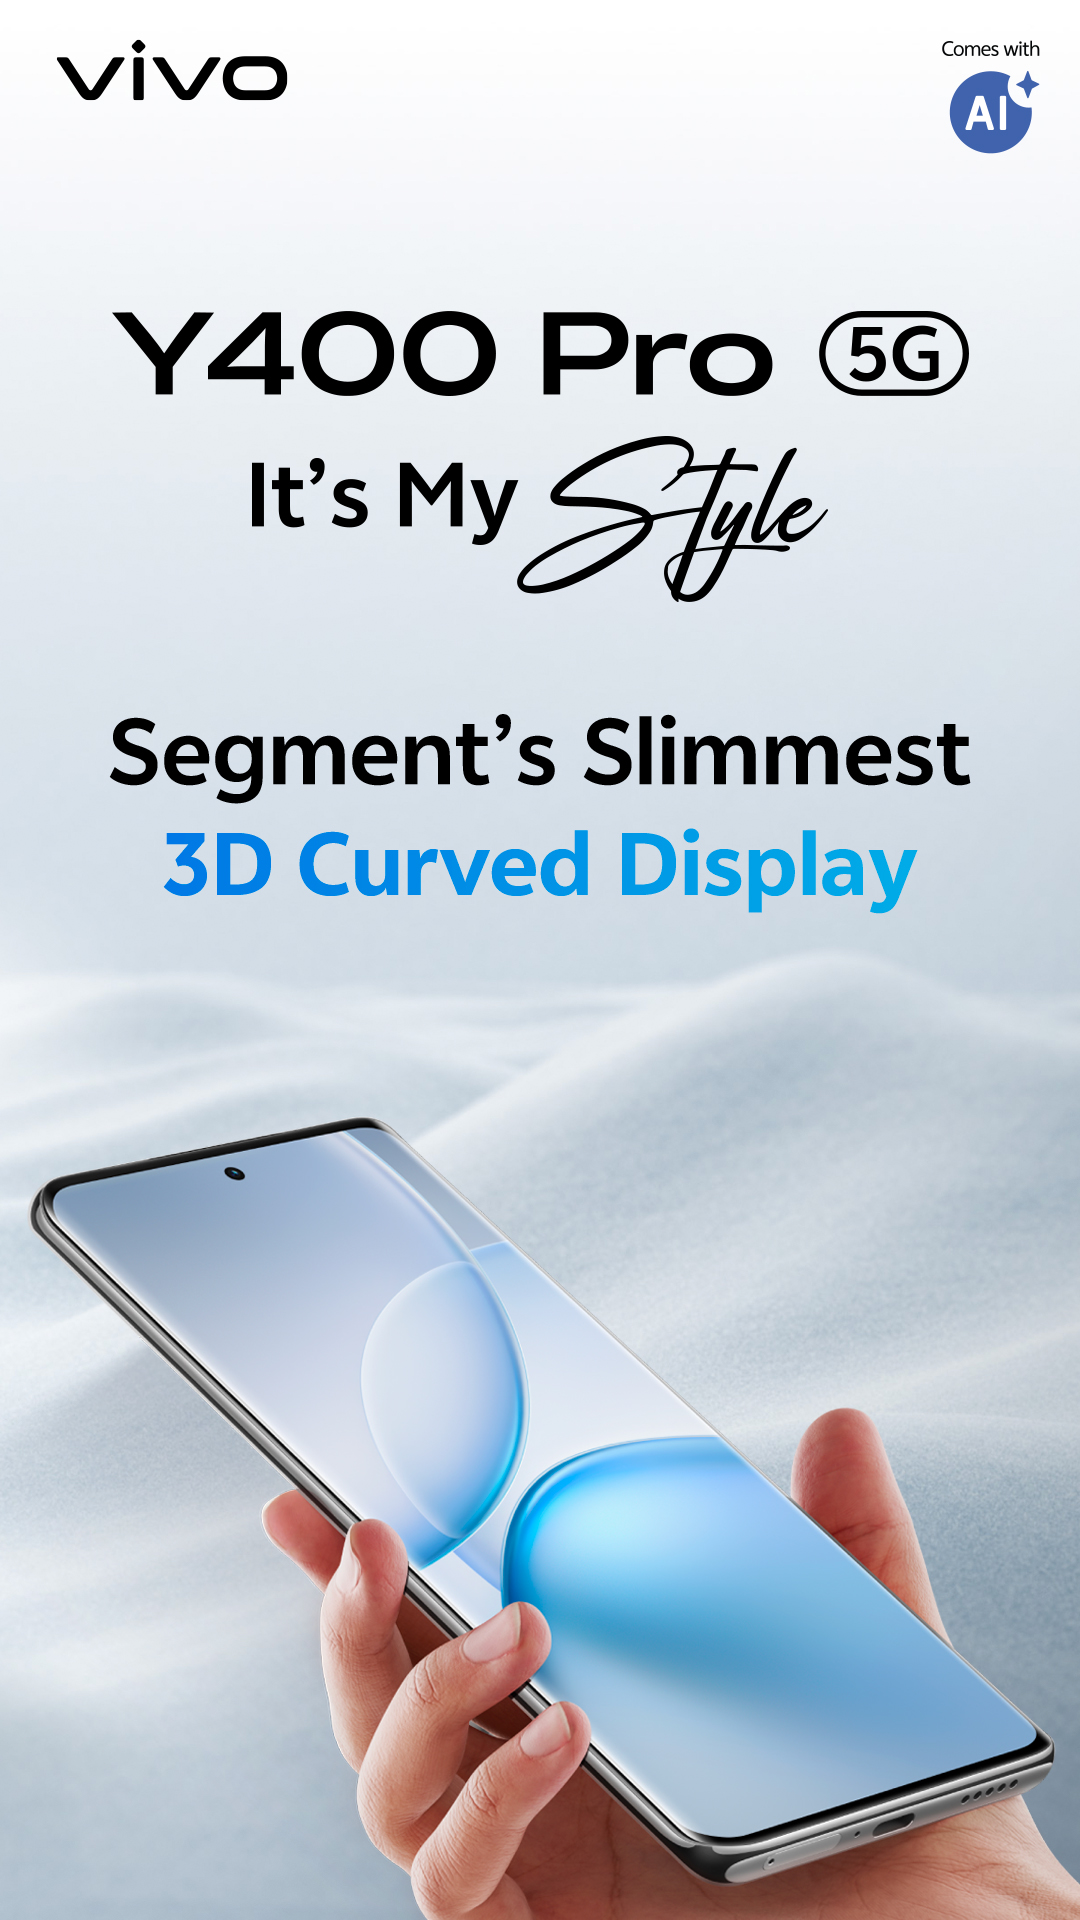 vivo
Comes with
AI
Y400 Pro 5G
It's My Style
Segment's Slimmest
3D Curved Display